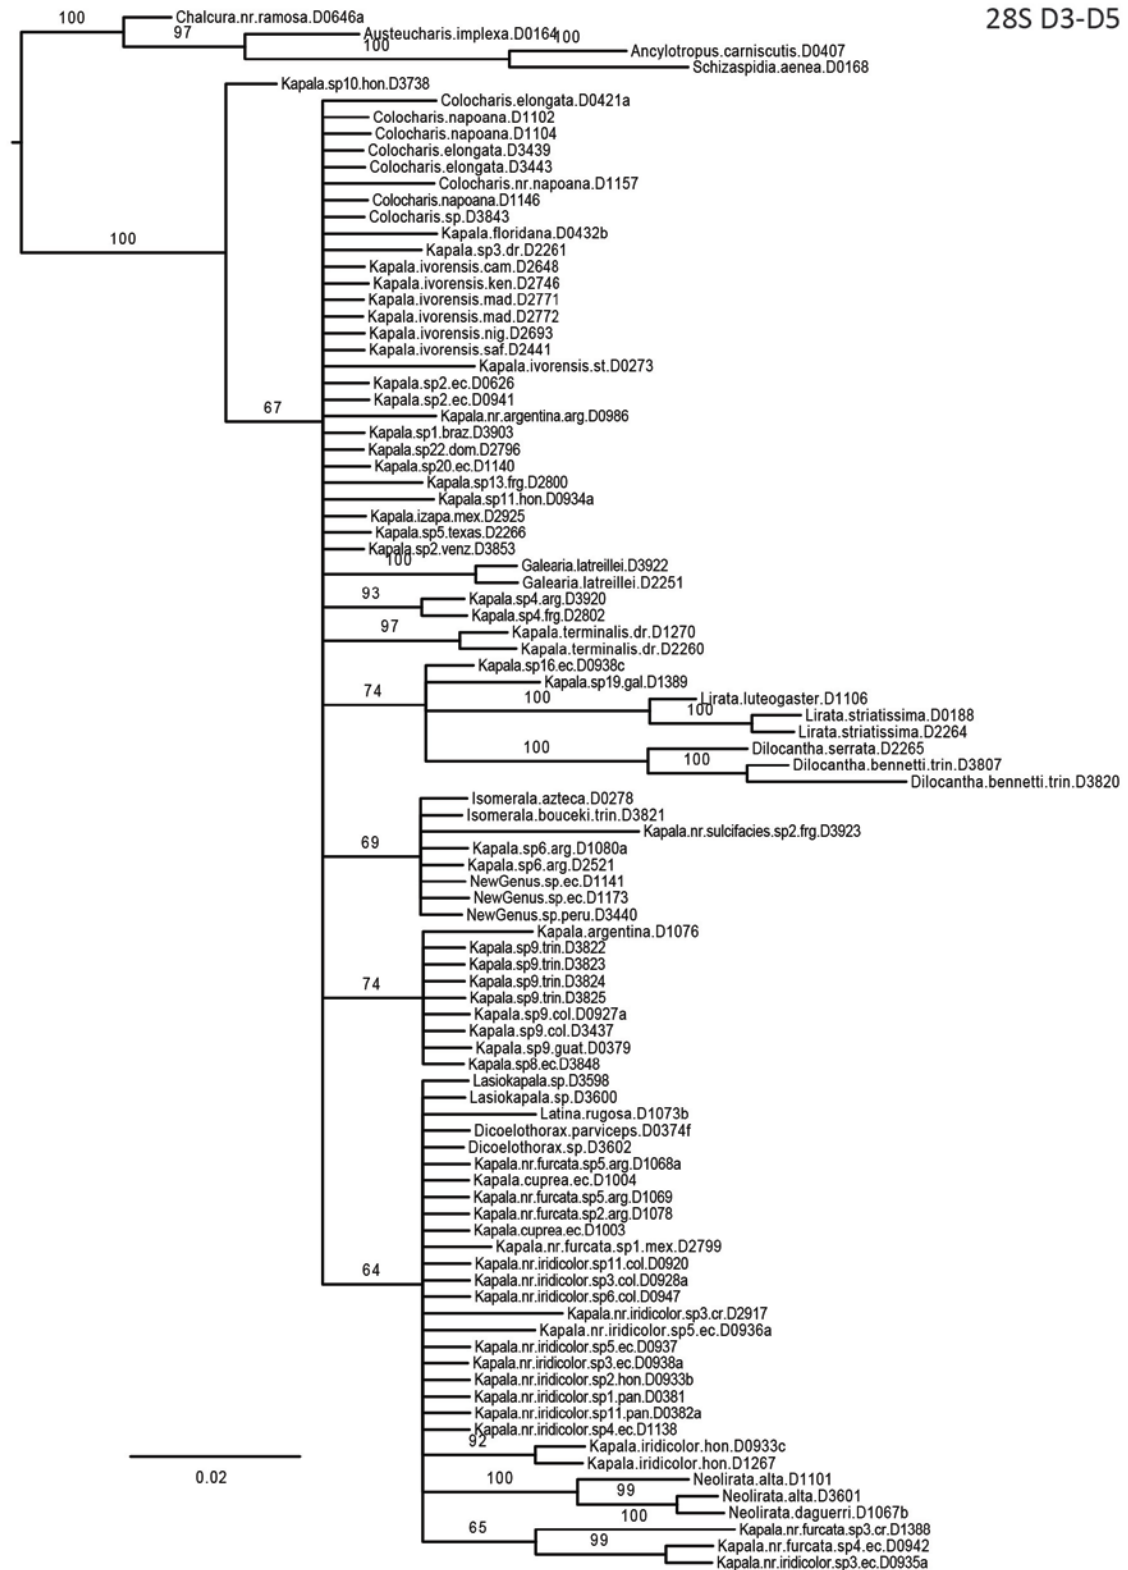 28S D3-D5
100
Chalcura.nr.ramosa.D0646a
97
Austeucharis.implexa.D0164
100
100
Ancylotropus.carniscutis.D0407
Schizaspidia.aenea.D0168
Kapala.sp10.hon.D3738
Colocharis.elongata.D0421a
Colocharis.napoana.D1102
Colocharis.napoana.D1104
Colocharis.elongata.D3439
Colocharis.elongata.D3443
Colocharis.nr.napoana.D1157
Colocharis.napoana.D1146
Colocharis.sp.D3843
Kapala.floridana.D0432b
100
Kapala.sp3.dr.D2261
Kapala.ivorensis.cam.D2648
Kapala.ivorensis.ken.D2746
Kapala.ivorensis.mad.D2771
Kapala.ivorensis.mad.D2772
Kapala.ivorensis.nig.D2693
Kapala.ivorensis.saf.D2441
Kapala.ivorensis.st.D0273
Kapala.sp2.ec.D0626
Kapala.sp2.ec.D0941
67
Kapala.nr.argentina.arg.D0986
Kapala.sp1.braz.D3903
Kapala.sp22.dom.D2796
Kapala.sp20.ec.D1140
Kapala.sp13.frg.D2800
Kapala.sp11.hon.D0934a
Kapala.izapa.mex.D2925
Kapala.sp5.texas.D2266
Kapala.sp2.venz.D3853
100
Galearia.latreillei.D3922
Galearia.latreillei.D2251
93
Kapala.sp4.arg.D3920
Kapala.sp4.frg.D2802
97
Kapala.terminalis.dr.D1270
Kapala.terminalis.dr.D2260
Kapala.sp16.ec.D0938c
74
Kapala.sp19.gal.D1389
100
Lirata.luteogaster.D1106
100
Lirata.striatissima.D0188
Lirata.striatissima.D2264
100
Dilocantha.serrata.D2265
100
Dilocantha.bennetti.trin.D3807
Dilocantha.bennetti.trin.D3820
Isomerala.azteca.D0278
Isomerala.bouceki.trin.D3821
Kapala.nr.sulcifacies.sp2.frg.D3923
69
Kapala.sp6.arg.D1080a
Kapala.sp6.arg.D2521
NewGenus.sp.ec.D1141
NewGenus.sp.ec.D1173
NewGenus.sp.peru.D3440
Kapala.argentina.D1076
Kapala.sp9.trin.D3822
Kapala.sp9.trin.D3823
74
Kapala.sp9.trin.D3824
Kapala.sp9.trin.D3825
Kapala.sp9.col.D0927a
Kapala.sp9.col.D3437
Kapala.sp9.guat.D0379
Kapala.sp8.ec.D3848
Lasiokapala.sp.D3598
Lasiokapala.sp.D3600
Latina.rugosa.D1073b
Dicoelothorax.parviceps.D0374f
Dicoelothorax.sp.D3602
Kapala.nr.furcata.sp5.arg.D1068a
Kapala.cuprea.ec.D1004
Kapala.nr.furcata.sp5.arg.D1069
Kapala.nr.furcata.sp2.arg.D1078
Kapala.cuprea.ec.D1003
Kapala.nr.furcata.sp1.mex.D2799
64
Kapala.nr.iridicolor.sp11.col.D0920
Kapala.nr.iridicolor.sp3.col.D0928a
Kapala.nr.iridicolor.sp6.col.D0947
Kapala.nr.iridicolor.sp3.cr.D2917
Kapala.nr.iridicolor.sp5.ec.D0936a
Kapala.nr.iridicolor.sp5.ec.D0937
Kapala.nr.iridicolor.sp3.ec.D0938a
Kapala.nr.iridicolor.sp2.hon.D0933b
Kapala.nr.iridicolor.sp1.pan.D0381
Kapala.nr.iridicolor.sp11.pan.D0382a
Kapala.nr.iridicolor.sp4.ec.D1138
92
Kapala.iridicolor.hon.D0933c
Kapala.iridicolor.hon.D1267
0.02
100
Neolirata.alta.D1101
99
Neolirata.alta.D3601
Neolirata.daguerri.D1067b
100
65
Kapala.nr.furcata.sp3.cr.D1388
99
Kapala.nr.furcata.sp4.ec.D0942
Kapala.nr.iridicolor.sp3.ec.D0935a